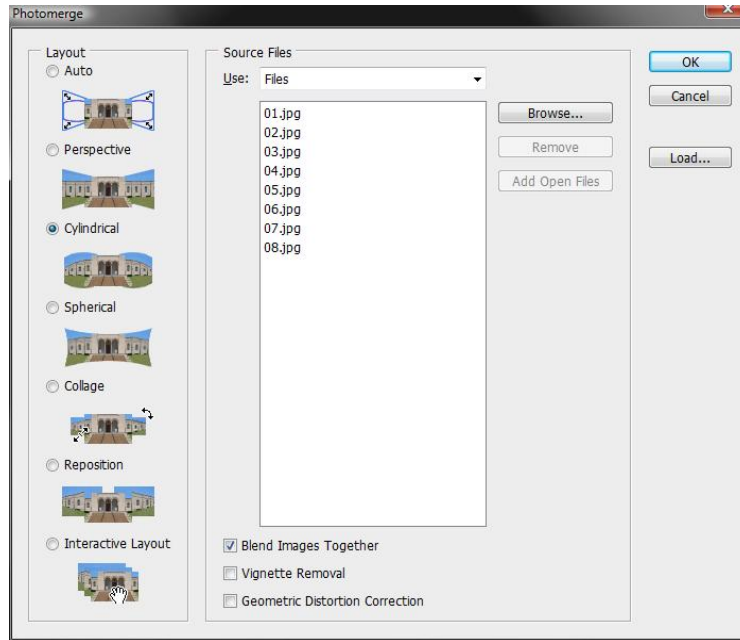 Photomerge
Layout
Auto
Perspective
Cylindrical
Spherical
Collage
Reposition
Interactive Layout
Source Files
Use: Files
01.jpg
02.jpg
03.jpg
04.jpg
05.jpg
06.jpg
07.jpg
08.jpg
Browse...
Remove
Add Open Files
Blend Images Together
Vignette Removal
Geometric Distortion Correction
OK
Cancel
Load...